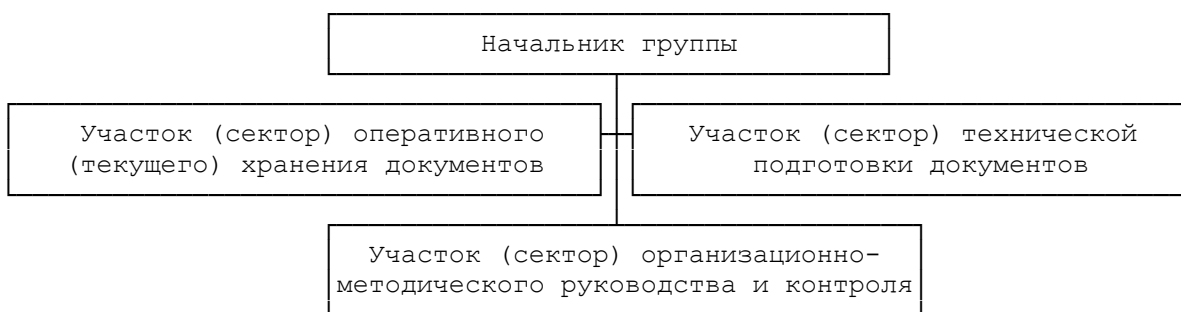 Начальник группы
Участок (сектор) оперативного
(текущего) хранения документов
Участок (сектор) технической
подготовки документов
Участок (сектор) организационно-
методического руководства и контроля